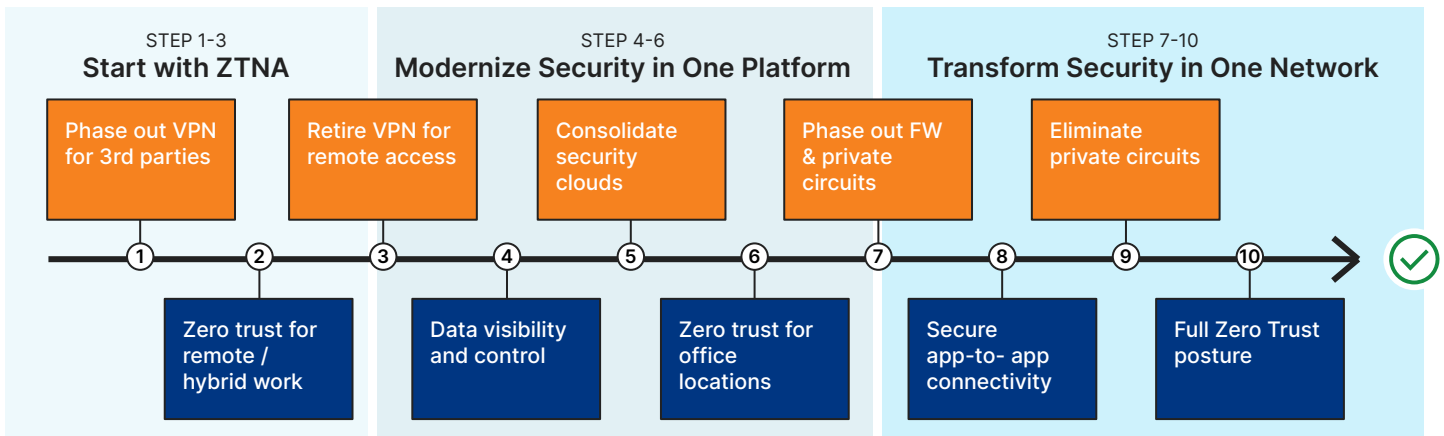 STEP 1-3
Start with ZTNA
STEP 4-6
Modernize Security in One Platform
STEP 7-10
Transform Security in One Network
Phase out VPN
for 3rd parties
Retire VPN for
remote access
Consolidate
security
clouds
Phase out FW
& private
circuits
Eliminate
private circuits
1
2
3
4
5
6
7
8
9
10
Zero trust for
remote /
hybrid work
Data visibility
and control
Zero trust for
office
locations
Secure
app-to- app
connectivity
Full Zero Trust
posture